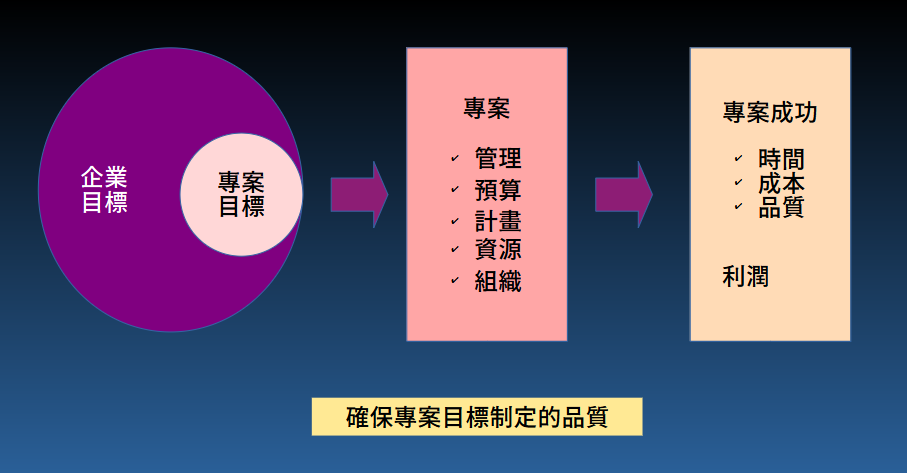 企業
目標
專案
目標
專案
✓ 管理
✓ 預算
✓ 計畫
✓ 資源
✓ 組織
專案成功
✓ 時間
✓ 成本
✓ 品質
利潤
確保專案目標制定的品質